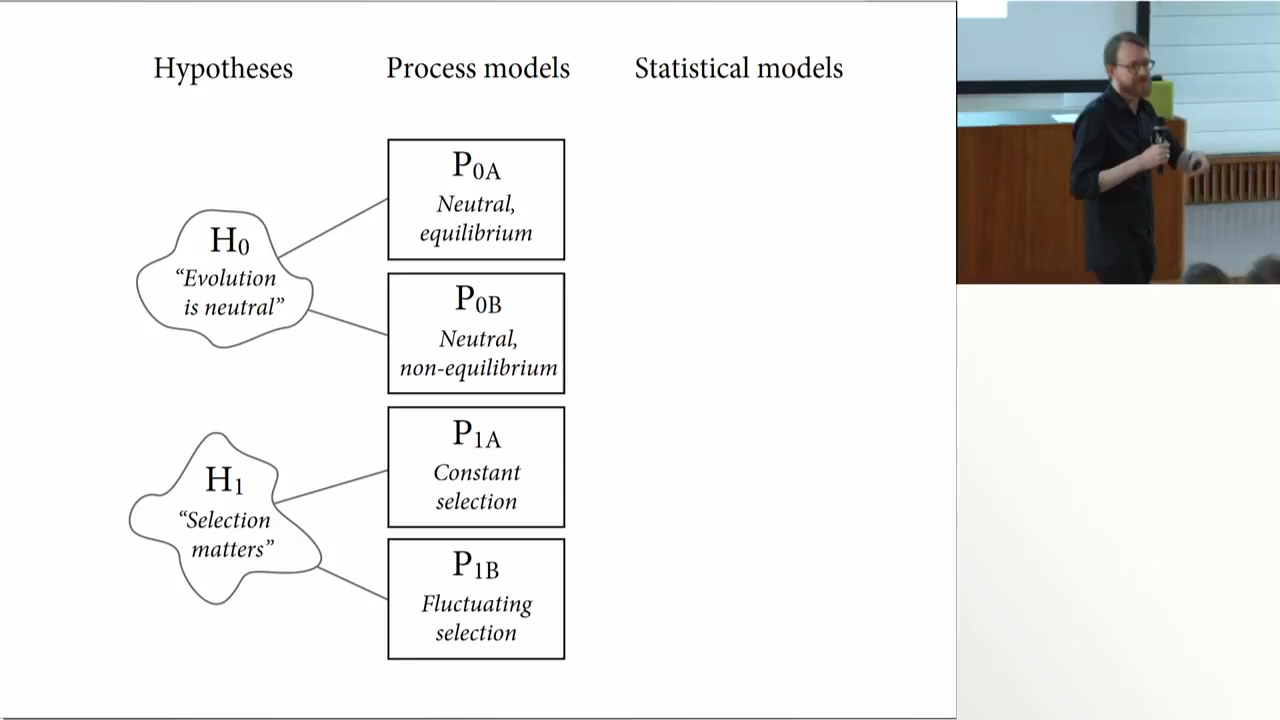 Hypotheses
Process models
Statistical models
H0
“Evolution
is neutral”
P0A
Neutral,
equilibrium
P0B
Neutral,
non-equilibrium
H1
“Selection
matters”
P1A
Constant
selection
P1B
Fluctuating
selection